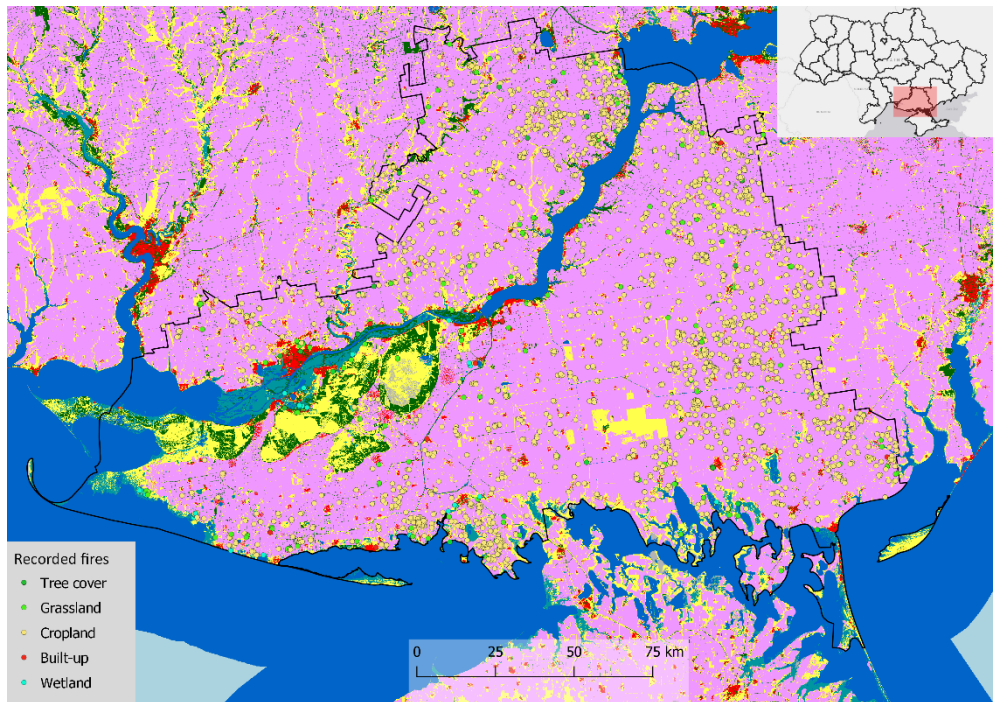 Recorded fires
Tree cover
Grassland
Cropland
Built-up
Wetland
0 25 50 75 km